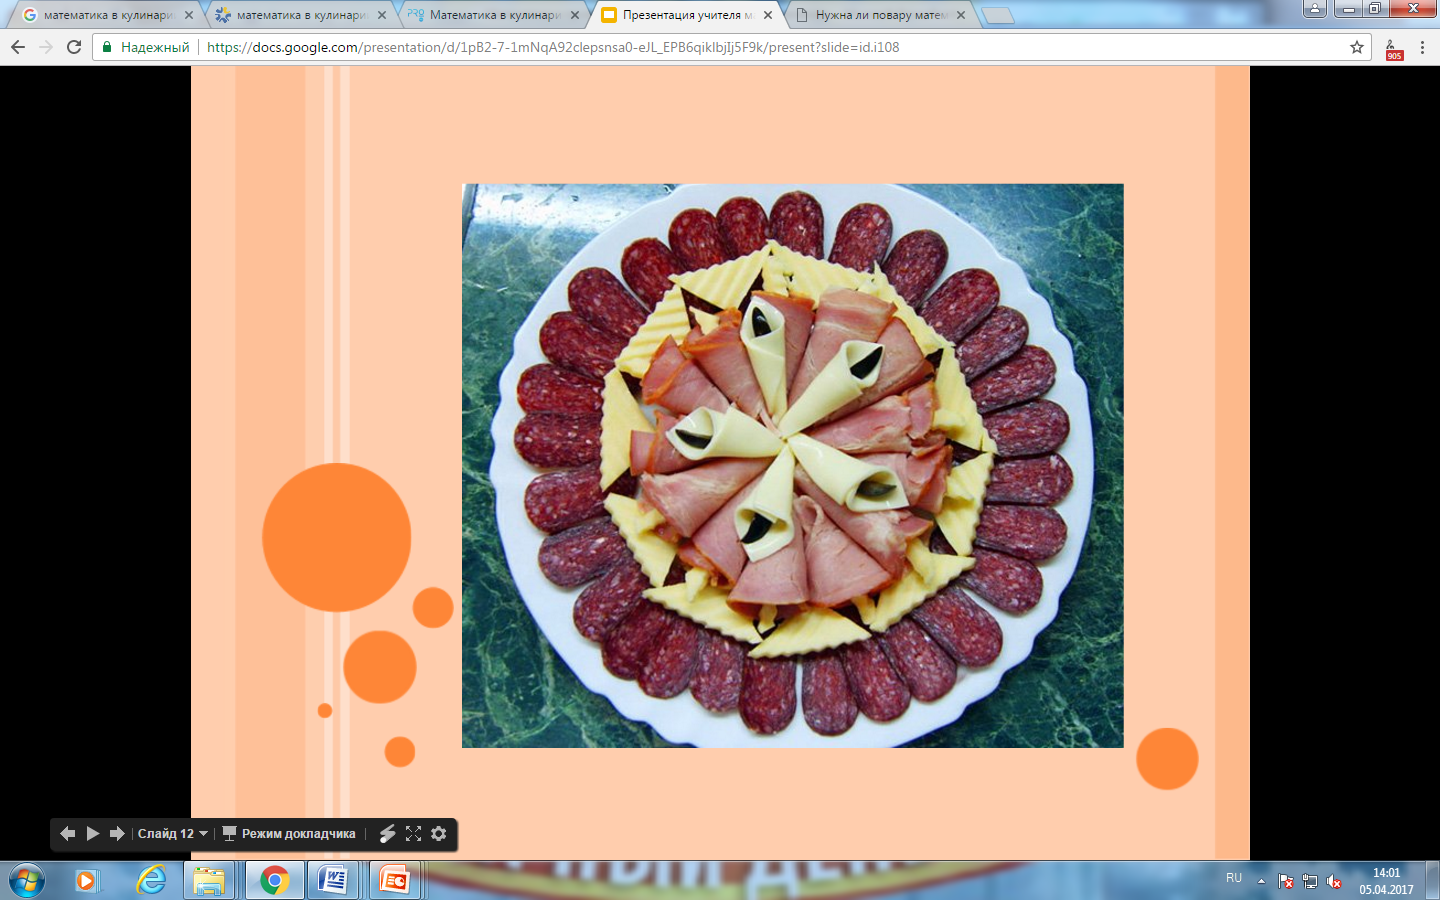 математика в кулинари
математика в кулинари
Математика в кулинари
Презентация учителя м
Нужна ли повару матем
Надежный
https://docs.google.com/presentation/d/1pB2-7-1mNqA92clepsnsa0-eJL_EPB6qiklbjIj5F9k/present?slide=id.i108
905
Слайд 12
Режим докладчика
RU
14:01
05.04.2017